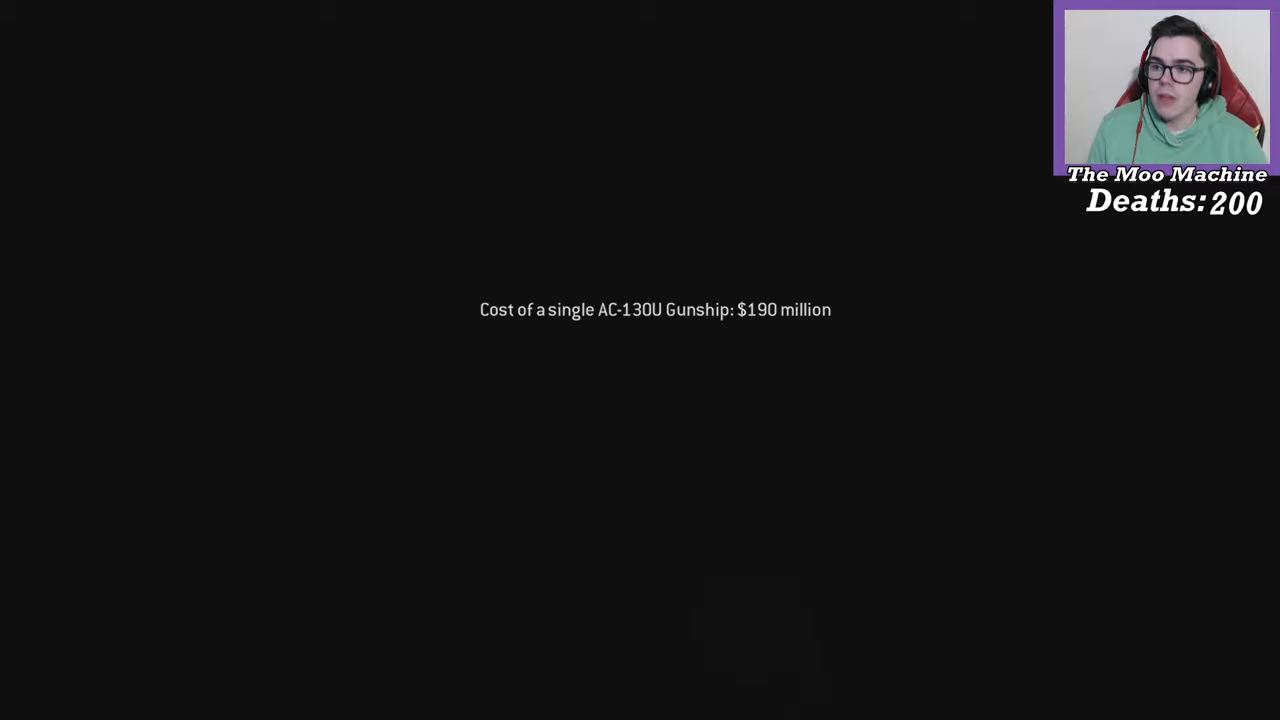 The Moo Machine
Deaths: 200
Cost of a single AC-130U Gunship: $190 million